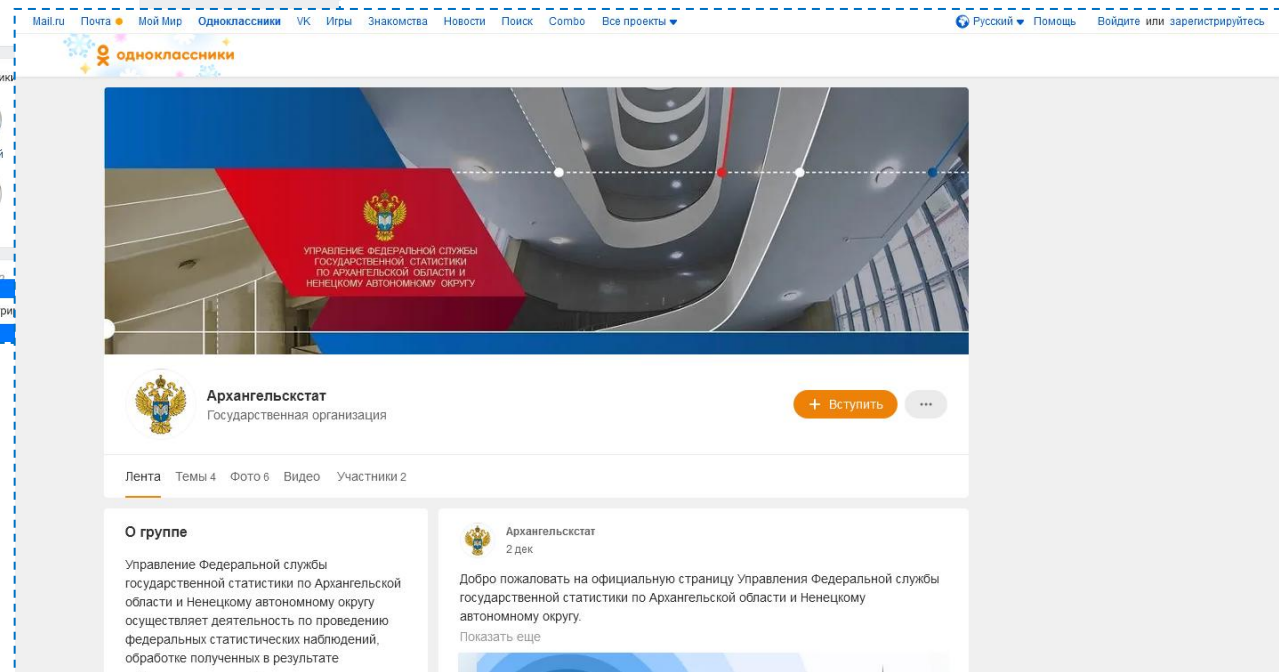 Mail.ru Почта Мой Мир Одноклассники VK Игры Знакомства Новости Поиск Combo Все проекты Русский Помощь Войдите или зарегистрируйтесь
одноклассники
УПРАВЛЕНИЕ ФЕДЕРАЛЬНОЙ СЛУЖБЫ
ГОСУДАРСТВЕННОЙ СТАТИСТИКИ
ПО АРХАНГЕЛЬСКОЙ ОБЛАСТИ И
НЕНЕЦКОМУ АВТОНОМНОМУ ОКРУГУ
Архангельскстат
Государственная организация
+ Вступить
Лента Темы 4 Фото 6 Видео Участники 2
О группе
Управление Федеральной службы
государственной статистики по Архангельской
области и Ненецкому автономному округу
осуществляет деятельность по проведению
федеральных статистических наблюдений,
обработке полученных в результате
Архангельскстат
2 дек
Добро пожаловать на официальную страницу Управления Федеральной службы
государственной статистики по Архангельской области и Ненецкому
автономному округу.
Показать еще